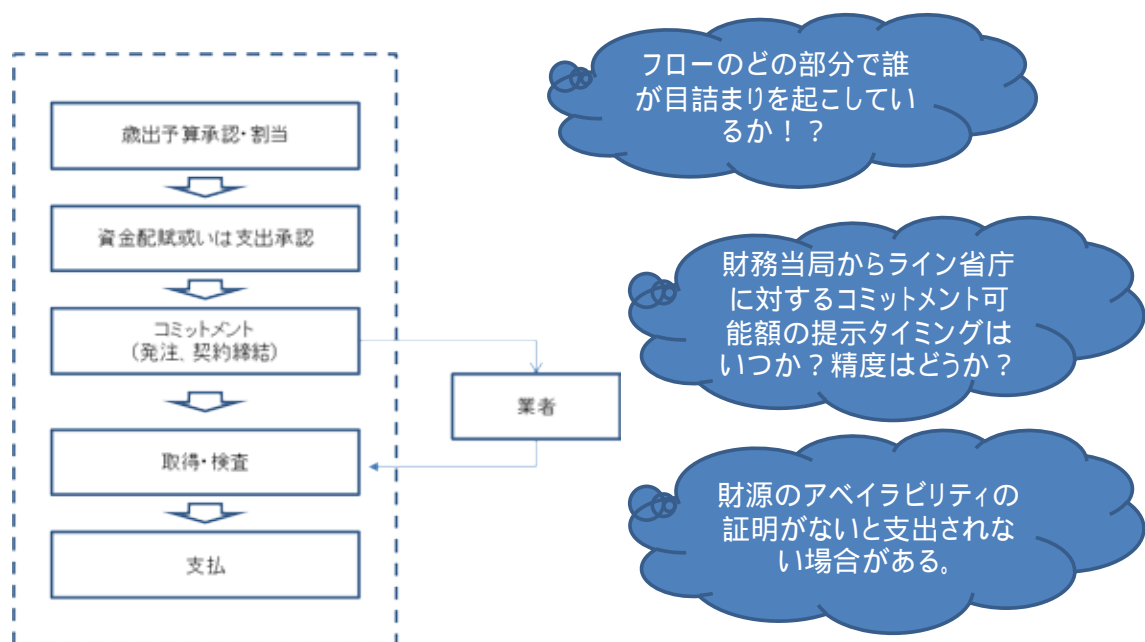 歳出予算承認・割当
資金配賦或いは支出承認
コミットメント
(発注、契約締結)
業者
取得・検査
支払
フローのどの部分で誰
が目詰まりを起こしてい
るか！？
財務当局からライン省庁
に対するコミットメント可
能額の提示タイミングは
いつか？精度はどうか？
財源のアベイラビリティの
証明がないと支出されな
い場合がある。